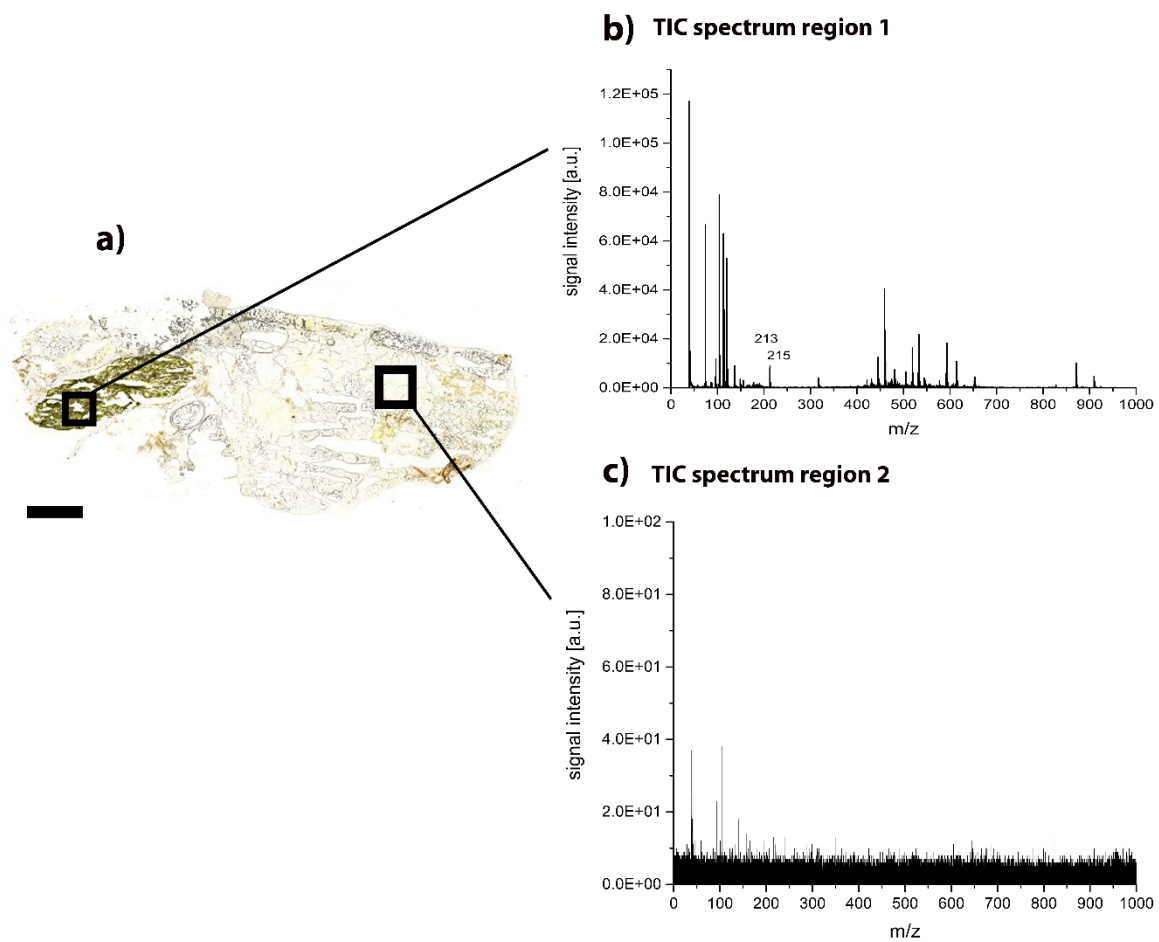 a)
b) TIC spectrum region 1
signal intensity [a.u.]
1.2E+05
1.0E+05
8.0E+04
6.0E+04
4.0E+04
2.0E+04
0.0E+00
213
215
0 100 200 300 400 500 600 700 800 900 1000
m/z
c) TIC spectrum region 2
signal intensity [a.u.]
1.0E+02
8.0E+01
6.0E+01
4.0E+01
2.0E+01
0.0E+00
0 100 200 300 400 500 600 700 800 900 1000
m/z